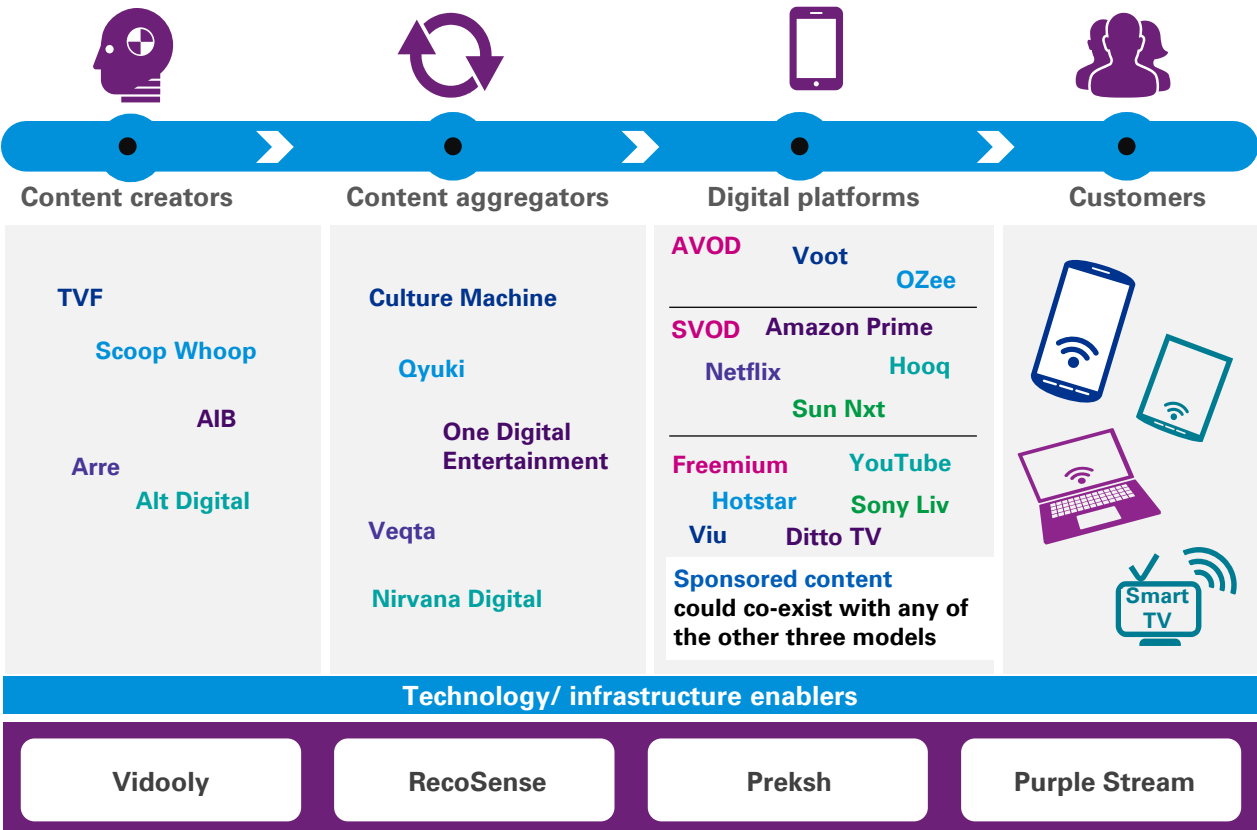 Content creators
Content aggregators
Digital platforms
Customers
TVF
Scoop Whoop
AIB
Arre
Alt Digital
Culture Machine
Qyuki
One Digital
Entertainment
Veqta
Nirvana Digital
AVOD
Voot
OZee
SVOD
Amazon Prime
Netflix
Hooq
Sun Nxt
Freemium
YouTube
Hotstar
Sony Liv
Viu
Ditto TV
Sponsored content
could co-exist with any of
the other three models
Smart
TV
Technology/ infrastructure enablers
Vidooly
RecoSense
Preksh
Purple Stream